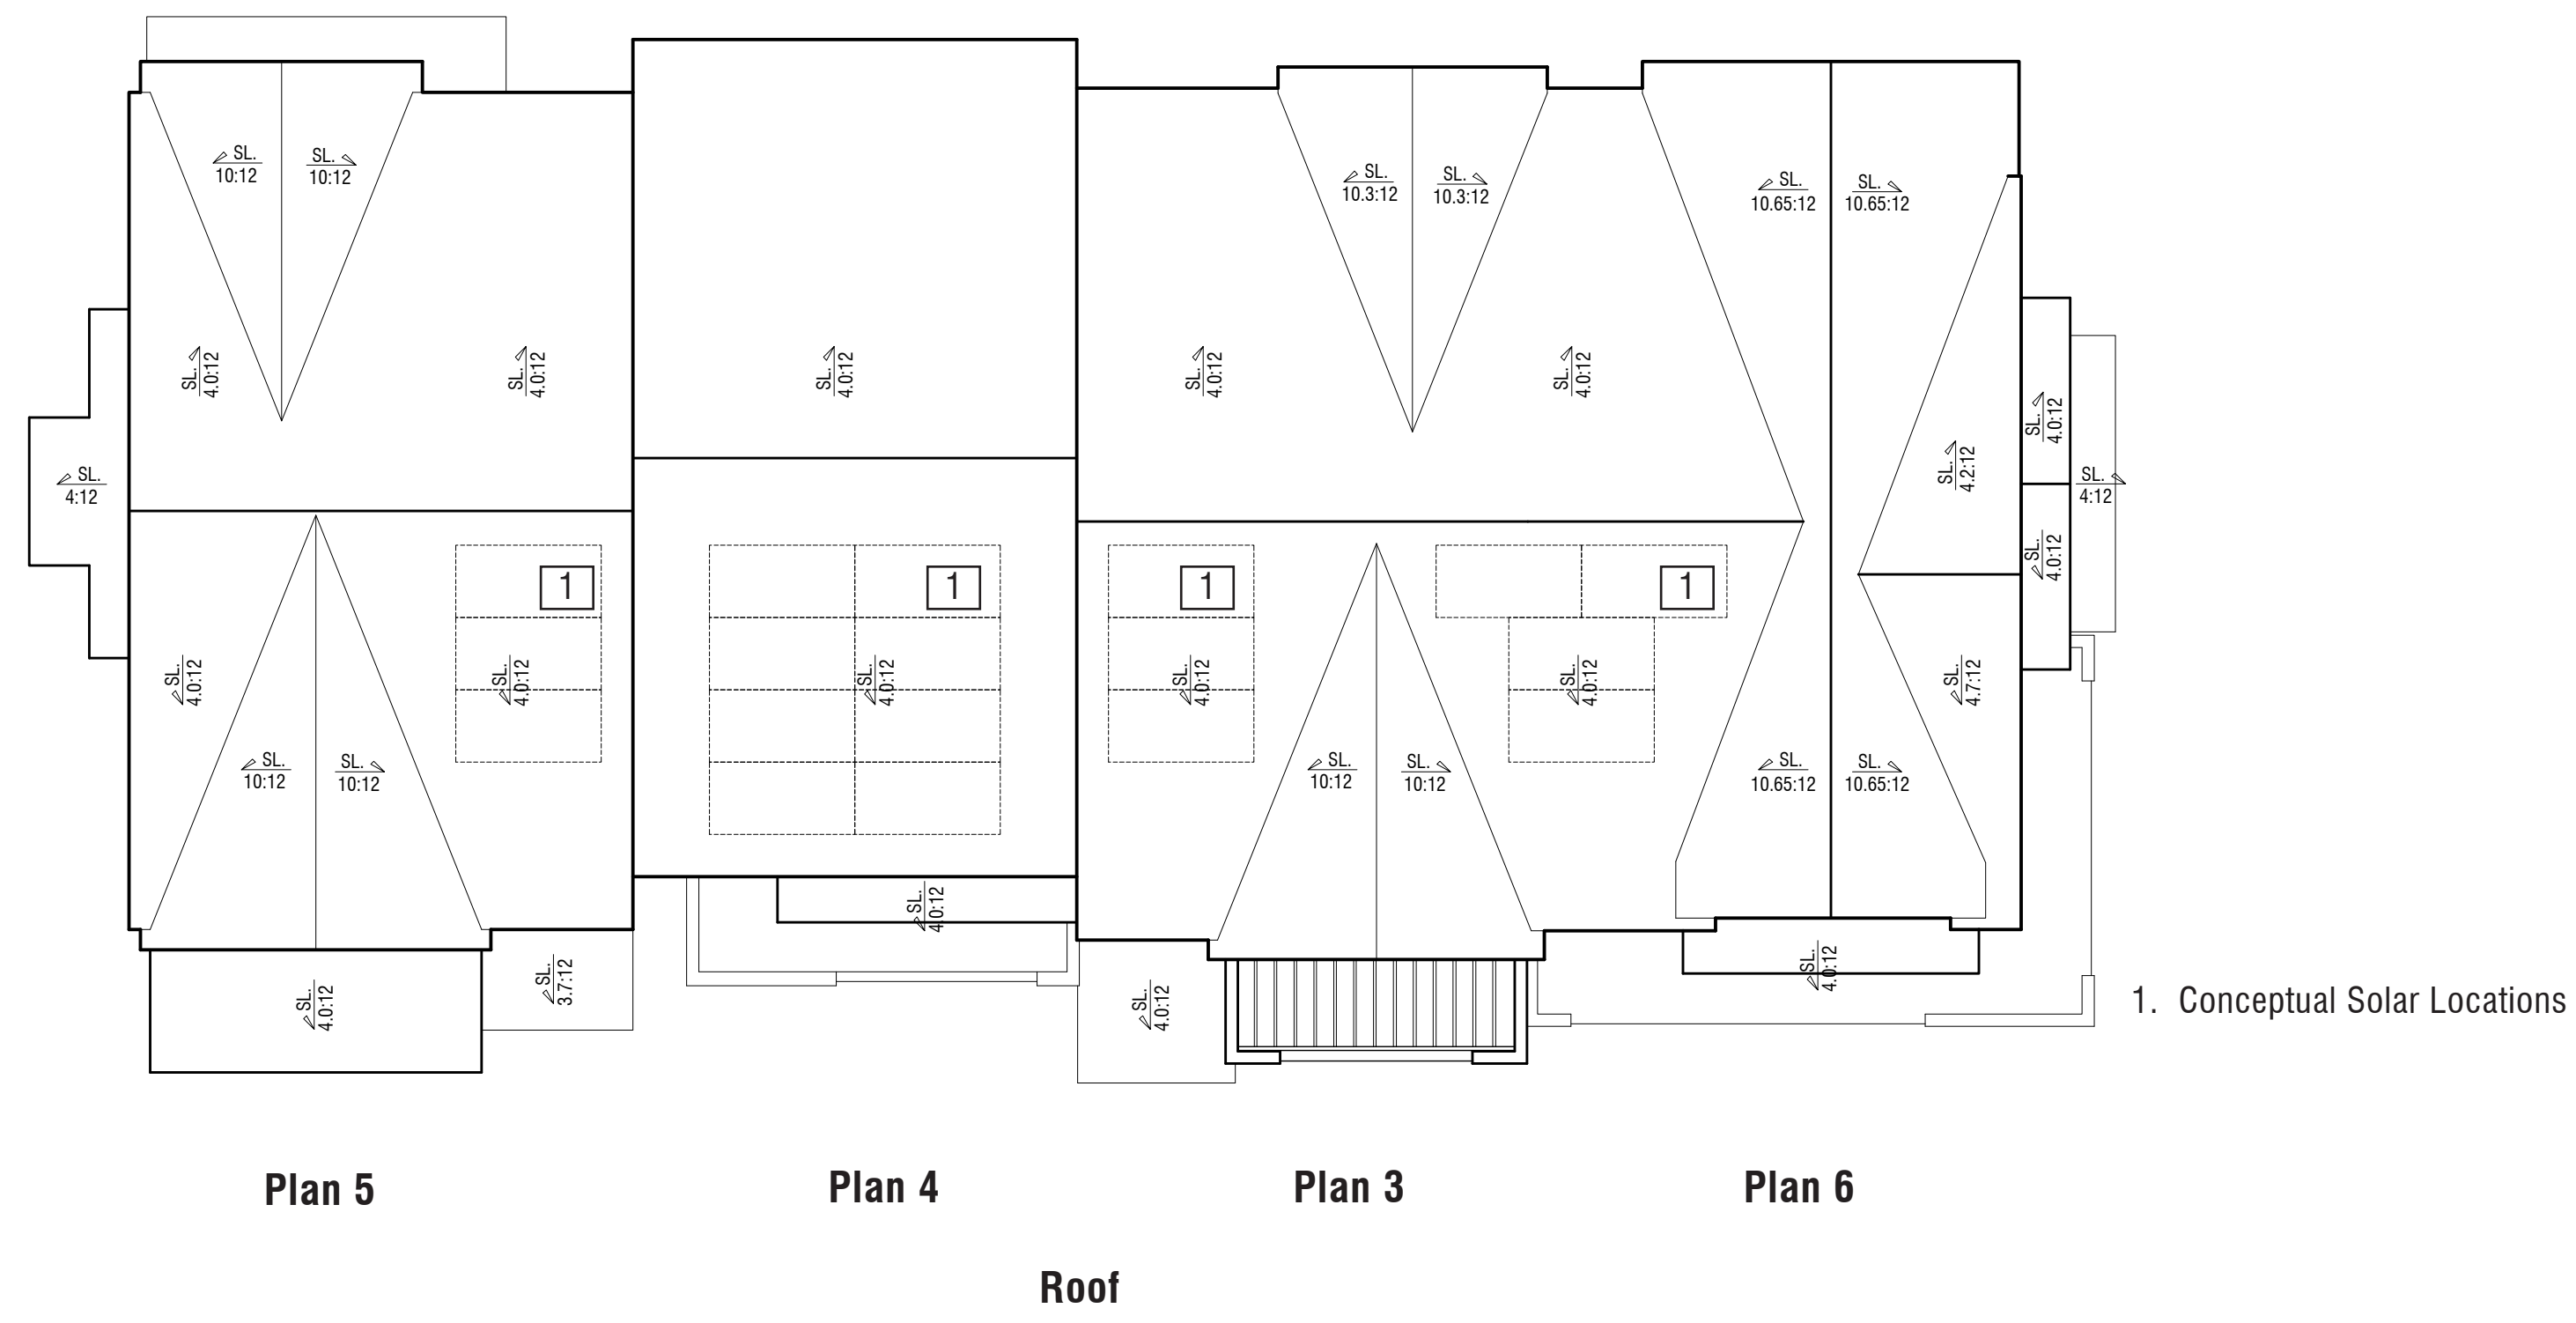 SL.
10:12
SL.
10:12
SL.
10.3:12
SL.
10.3:12
SL.
10.65:12
SL.
10.65:12
SL.
4.0:12
SL.
4.0:12
SL.
4.0:12
SL.
4.0:12
SL.
4.0:12
SL.
4.0:12
SL.
4.2:12
SL.
4:12
SL.
4:12
SL.
4.0:12
1
1
1
1
SL.
4.0:12
SL.
4.0:12
SL.
4.0:12
SL.
4.0:12
SL.
4.0:12
SL.
4.7:12
SL.
10:12
SL.
10:12
SL.
10:12
SL.
10:12
SL.
10.65:12
SL.
10.65:12
SL.
4.0:12
SL.
3.7:12
SL.
4.0:12
SL.
4.0:12
SL.
4.0:12
1. Conceptual Solar Locations
Plan 5
Plan 4
Plan 3
Plan 6
Roof